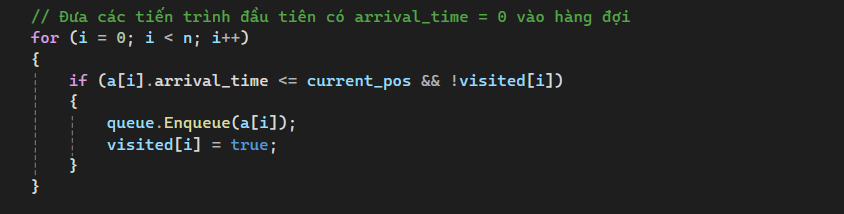 // Đưa các tiến trình đầu tiên có arrival_time = 0 vào hàng đợi
for (i = 0; i < n; i++)
{
if (a[i].arrival_time <= current_pos && !visited[i])
{
queue.Enqueue(a[i]);
visited[i] = true;
}
}